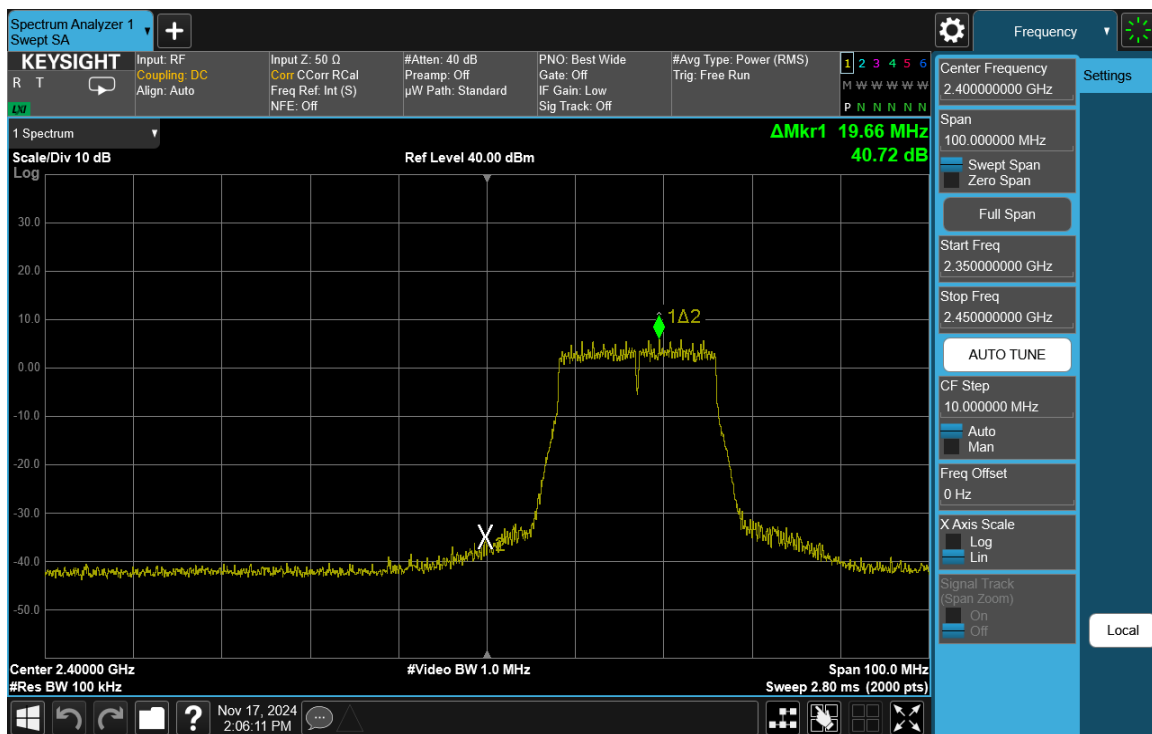 Spectrum Analyzer 1
Swept SA
Frequency
KEYSIGHT
R T
LXI
Input: RF
Coupling: DC
Align: Auto
Input Z: 50 Ω
Corr CCorr RCal
Freq Ref: Int (S)
NFE: Off
#Atten: 40 dB
Preamp: Off
µW Path: Standard
PNO: Best Wide
Gate: Off
IF Gain: Low
Sig Track: Off
#Avg Type: Power (RMS)
Trig: Free Run
1 2 3 4 5 6
M W W W W W
P N N N N N
1 Spectrum
ΔMkr1 19.66 MHz
Scale/Div 10 dB
Ref Level 40.00 dBm
40.72 dB
Log
30.0
20.0
10.0
0.00
-10.0
-20.0
-30.0
-40.0
-50.0
1Δ2
X2
Center 2.40000 GHz
#Video BW 1.0 MHz
Span 100.0 MHz
#Res BW 100 kHz
Sweep 2.80 ms (2000 pts)
Center Frequency
2.400000000 GHz
Settings
Span
100.000000 MHz
Swept Span
Zero Span
Full Span
Start Freq
2.350000000 GHz
Stop Freq
2.450000000 GHz
AUTO TUNE
CF Step
10.000000 MHz
Auto
Man
Freq Offset
0 Hz
X Axis Scale
Log
Lin
Signal Track
(Span Zoom)
On
Off
Local
?
Nov 17, 2024
2:06:11 PM